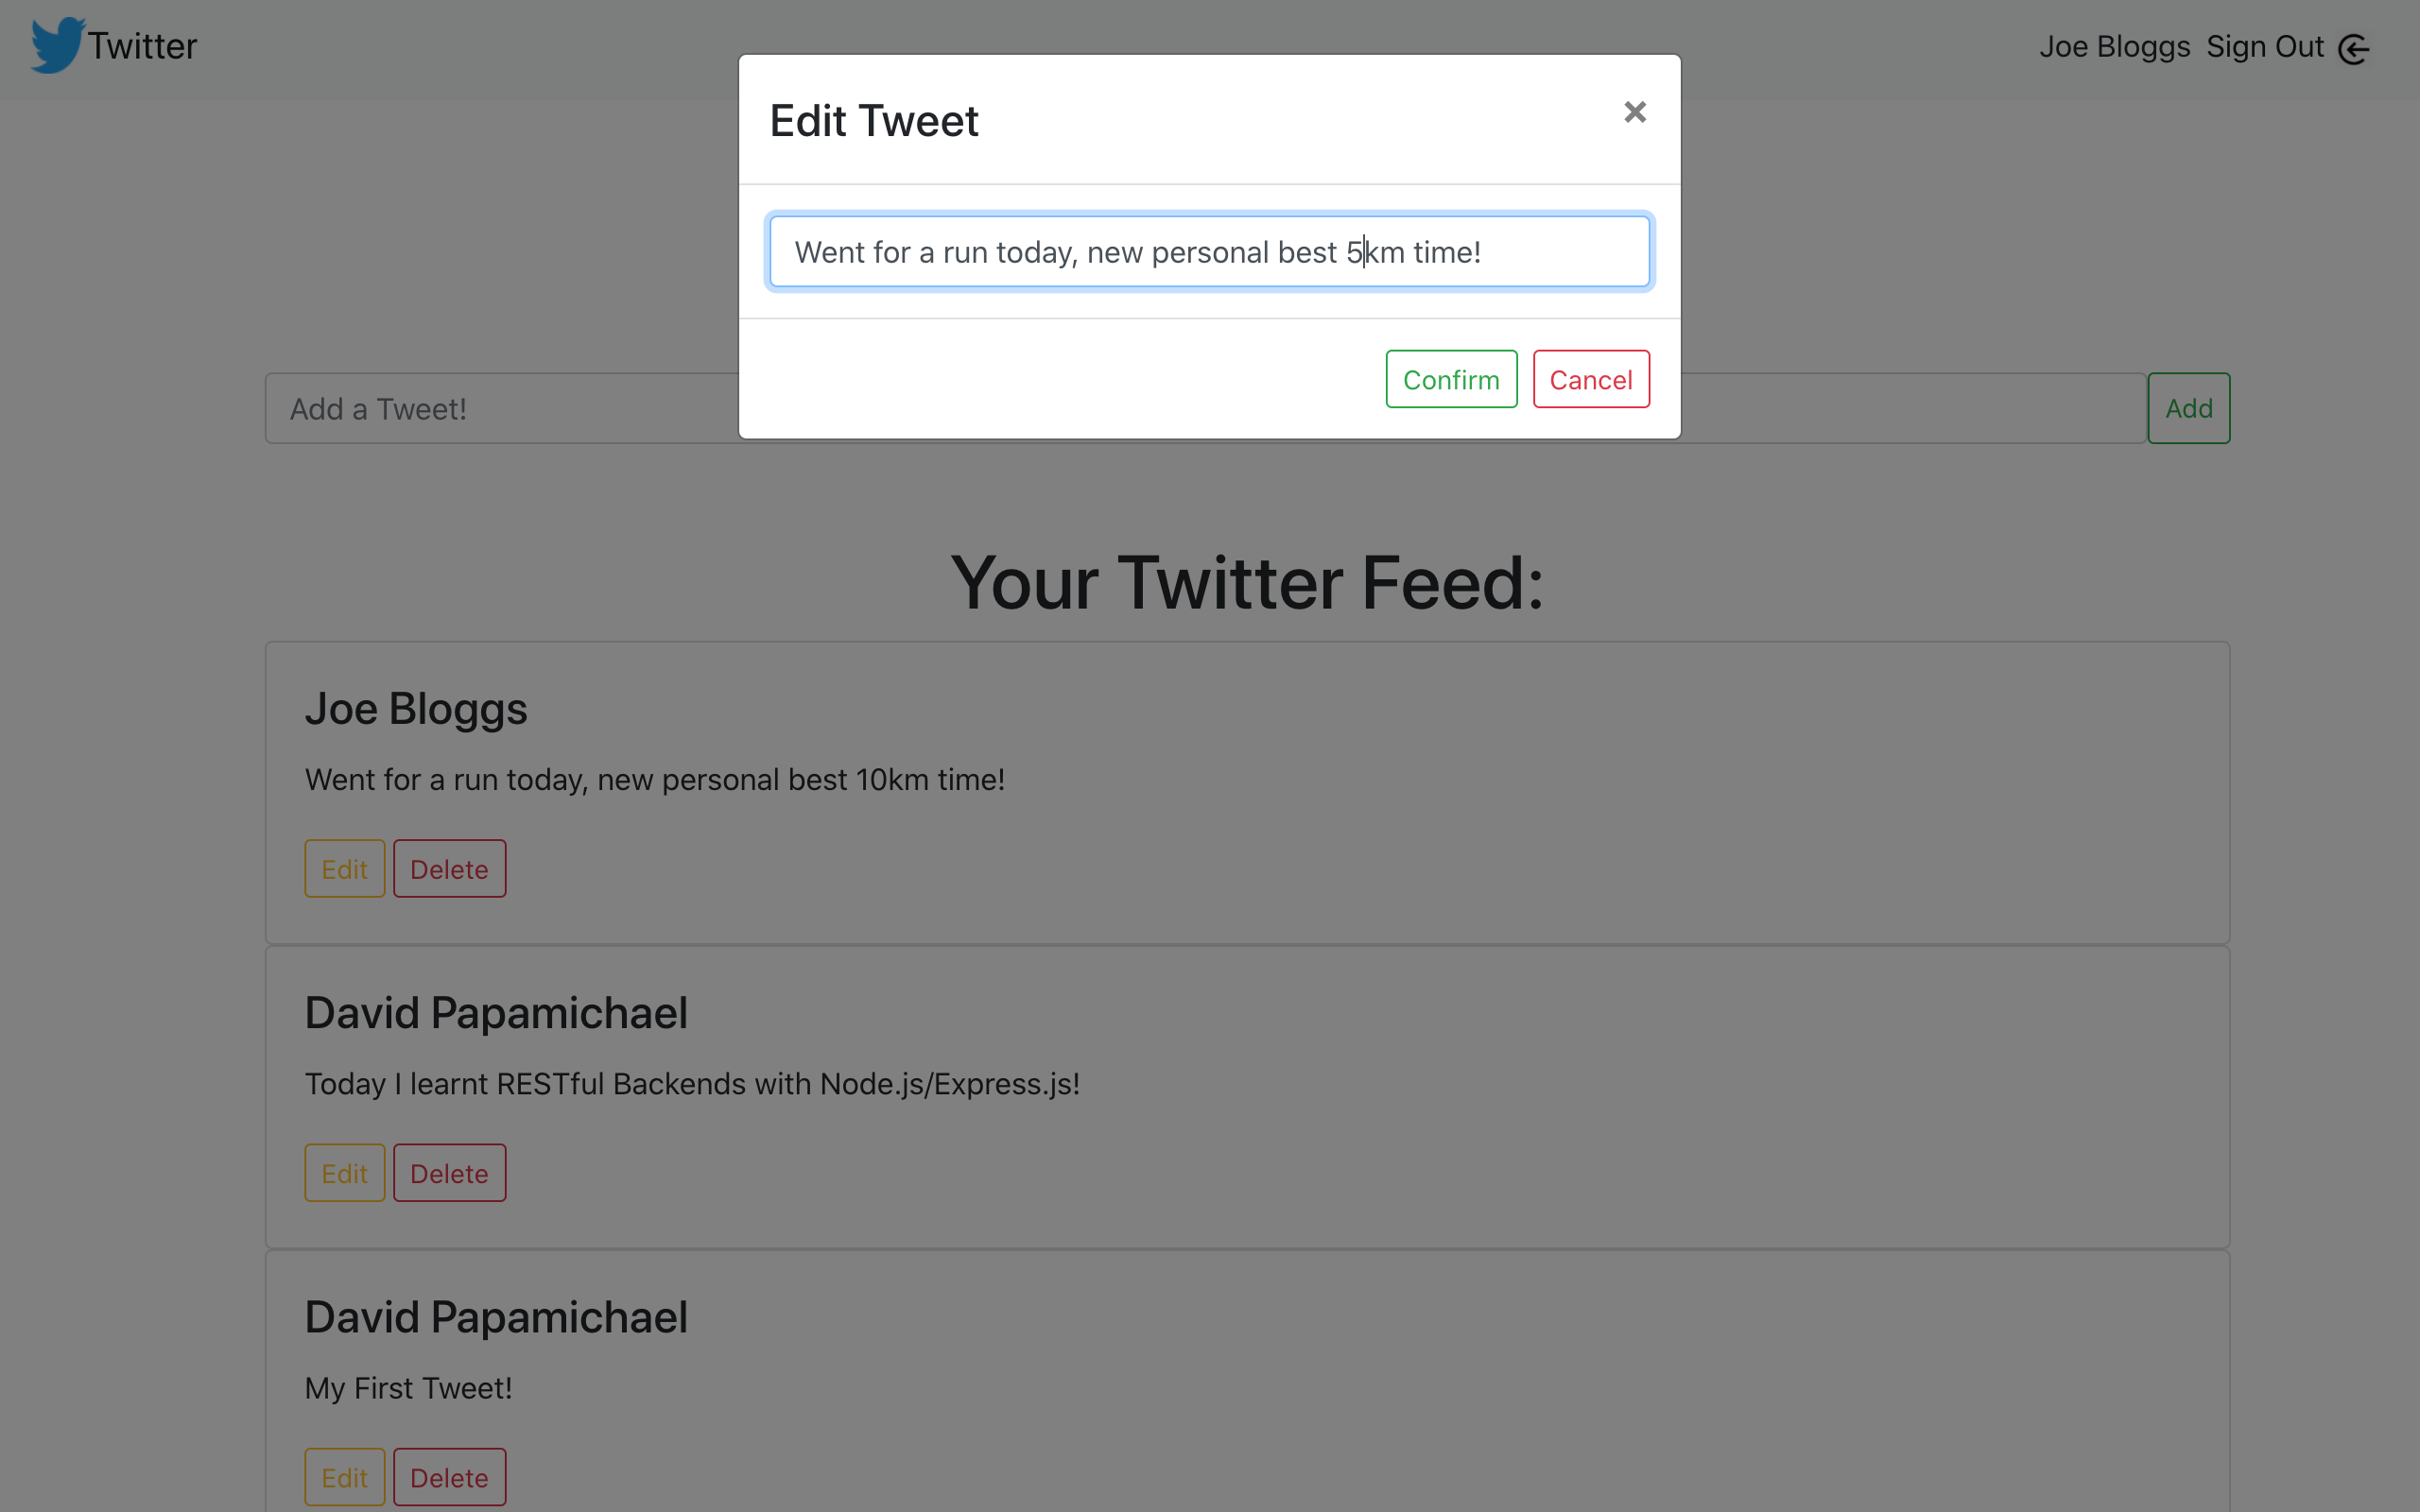 Twitter
Joe Bloggs Sign Out
Edit Tweet
×
Went for a run today, new personal best 5km time!
Confirm Cancel
Add a Tweet!
Add
Your Twitter Feed:
Joe Bloggs
Went for a run today, new personal best 10km time!
Edit Delete
David Papamichael
Today I learnt RESTful Backends with Node.js/Express.js!
Edit Delete
David Papamichael
My First Tweet!
Edit Delete